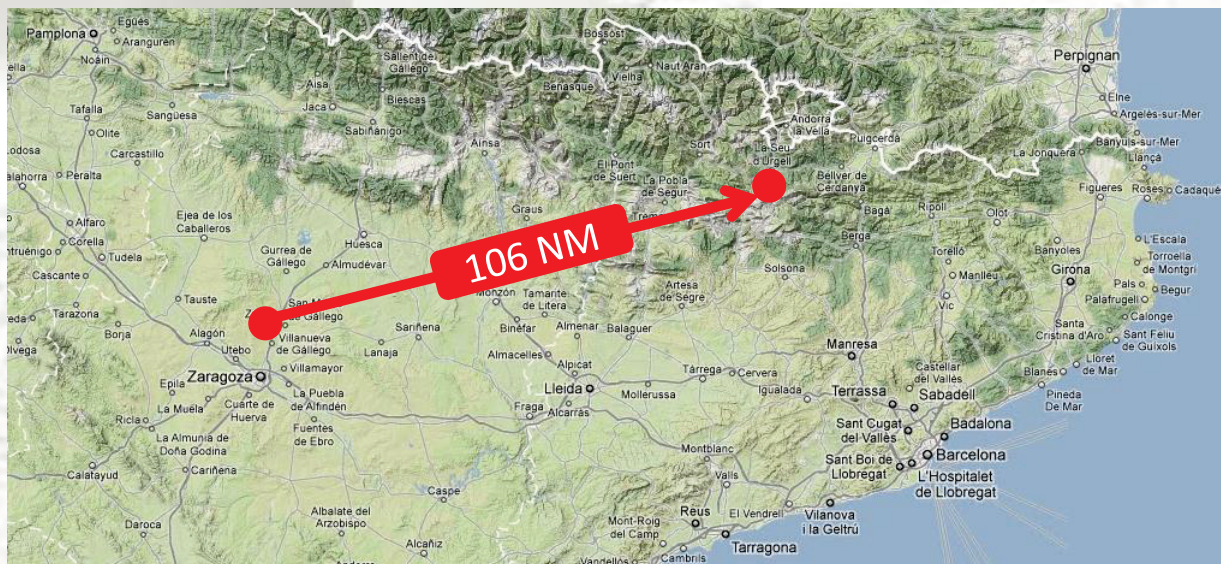 Egüés
Pamplona
Aranguren
Noáin
Bossòst
Perpignan
Sallent de
Gállego
Vielha
Naut Aran
Benasque
Aísa
Biescas
Jaca
Elne
Tafalla
Sangüesa
Andorra
la Vella
Argelès-sur-Mer
Olite
Sabiñánigo
Puigcerdà
Banyuls-sur-Mer
Lodosa
Carcastillo
Aínsa
Sort
La Seu
d'Urgell
La Jonquera
Llançà
El Pont
de Suert
Bellver de
Cerdanya
Calahorra
Peralta
La Pobla
de Segur
Figueres
Roses
Cadaqués
Ejea de los
Caballeros
Graus
Bagà
Ripoll
Olot
Alfaro
Corella
Tudela
106 NM
Huesca
Berga
L'Escala
Gurrea de
Gállego
Almudévar
Torelló
Banyoles
Torroella
de Montgrí
Cascante
Solsona
Manlleu
Girona
Tauste
Monzón
Tamarite
de Litera
Artesa
de Segre
Vic
Pals
Begur
Palafrugell
Tarazona
Borja
Alagón
de Gállego
Sariñena
Binéfar
Almenar
Balaguer
Calonge
Santa
Cristina d'Aro
Sant Feliu
de Guíxols
Utebo
Villanueva
de Gállego
Lanaja
Almacelles
Manresa
Castellar
del Vallès
Lloret
de Mar
Zaragoza
Villamayor
Alpicat
Tàrrega
Cervera
Blanes
Epila
La Muela
Cuarte de
Huerva
La Puebla
de Alfindén
Lleida
Mollerussa
Igualada
Terrassa
Sabadell
Pineda
De Mar
Ricla
Fraga
Alcarràs
Sant Cugat
del Vallès
Badalona
La Almunia de
Doña Godina
Fuentes
de Ebro
Montblanc
Barcelona
Calatayud
Cariñena
Valls
Sant Boi de
Llobregat
L'Hospitalet
de Llobregat
Caspe
Daroca
Albalate del
Arzobispo
Reus
El Vendrell
Vilanova
i la Geltrú
Alcañiz
Mont-Roig
del Camp
Tarragona
Cambrils